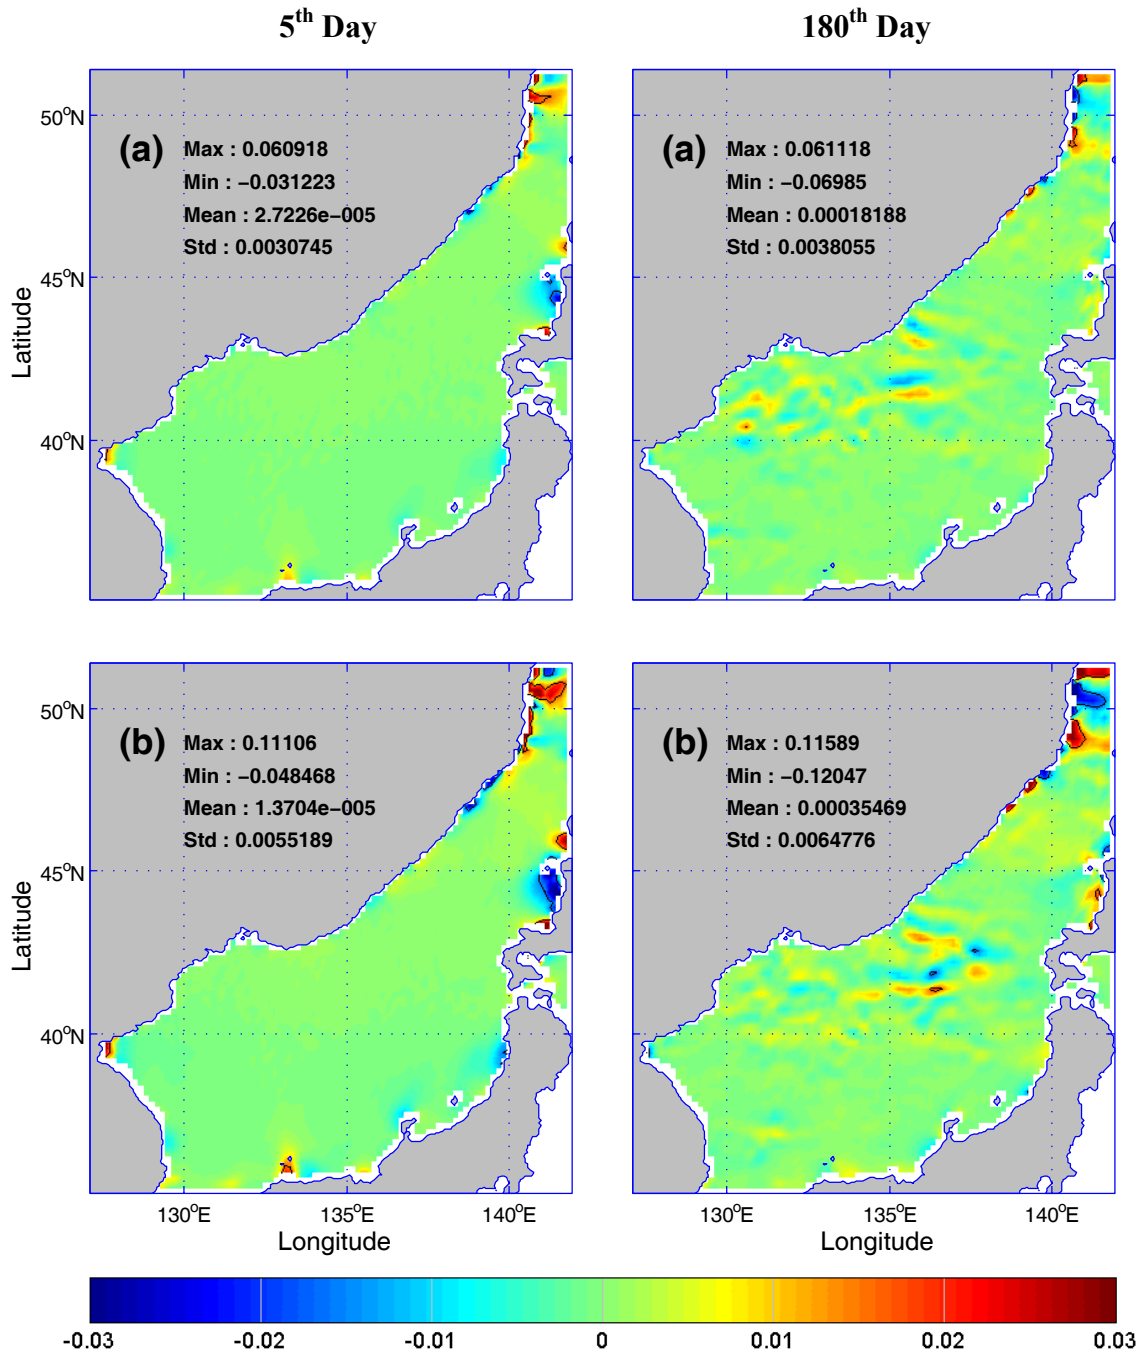 5th Day
180th Day
50°N
45°N
40°N
Latitude
(a)
Max : 0.060918
Min : −0.031223
Mean : 2.7226e−005
Std : 0.0030745
(a)
Max : 0.061118
Min : −0.06985
Mean : 0.00018188
Std : 0.0038055
50°N
45°N
40°N
Latitude
(b)
Max : 0.11106
Min : −0.048468
Mean : 1.3704e−005
Std : 0.0055189
(b)
Max : 0.11589
Min : −0.12047
Mean : 0.00035469
Std : 0.0064776
130°E 135°E 140°E
Longitude
130°E 135°E 140°E
Longitude
-0.03 -0.02 -0.01 0 0.01 0.02 0.03